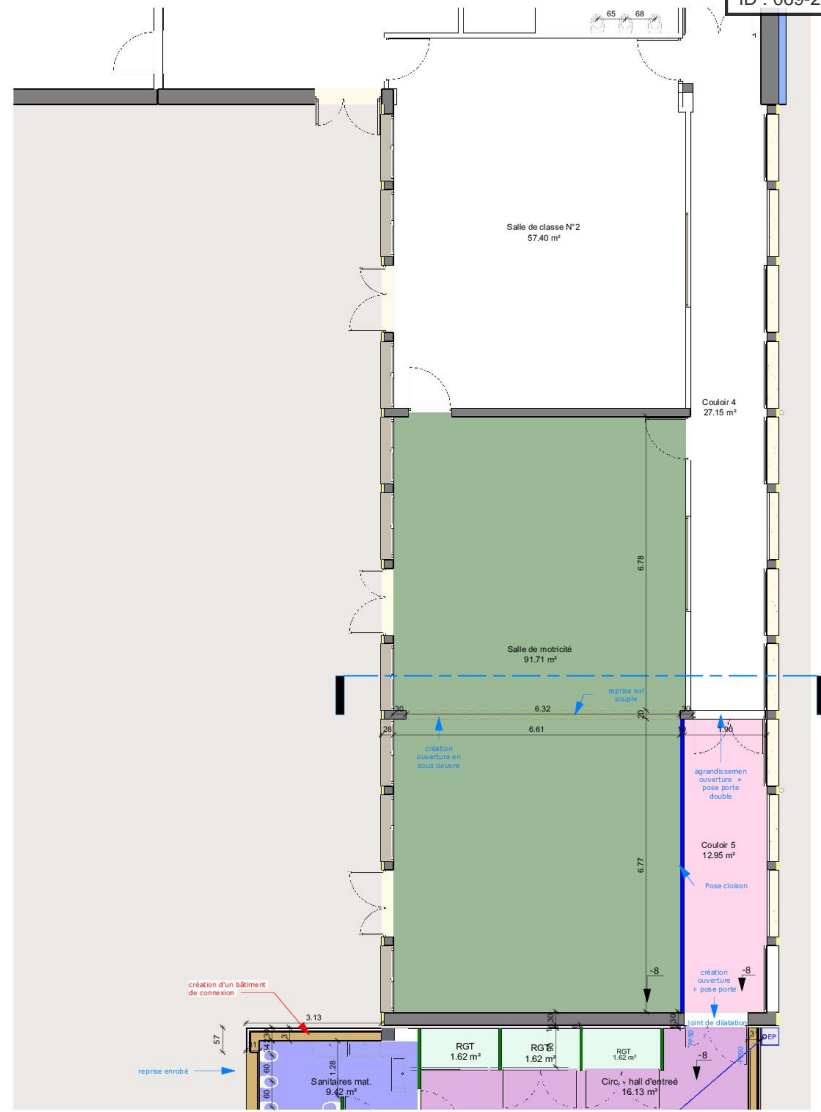 ID : 069-2
65
68
Salle de classe N°2
57.40 m²
Couloir 4
27.15 m²
6.78
Salle de motricité
91.71 m²
reprise sol
souple
30
6.32
30
20
28
6.61
10
1.90
création
ouverture en
sous oeuvre
agrandissemen
ouverture +
pose porte
double
Couloir 5
12.95 m²
6.77
Pose cloison
-8
création
ouverture
+ pose porte
-8
création d'un bâtiment
de connexion
3.13
joint de dilatation
57
reprise enrobé
RGT
1.62 m²
RGT
1.62 m²
RGT
1.62 m²
-8
EP
1.28
60
60
Sanitaires mat.
9.42 m²
Circ. hall d'entreé
16.13 m²